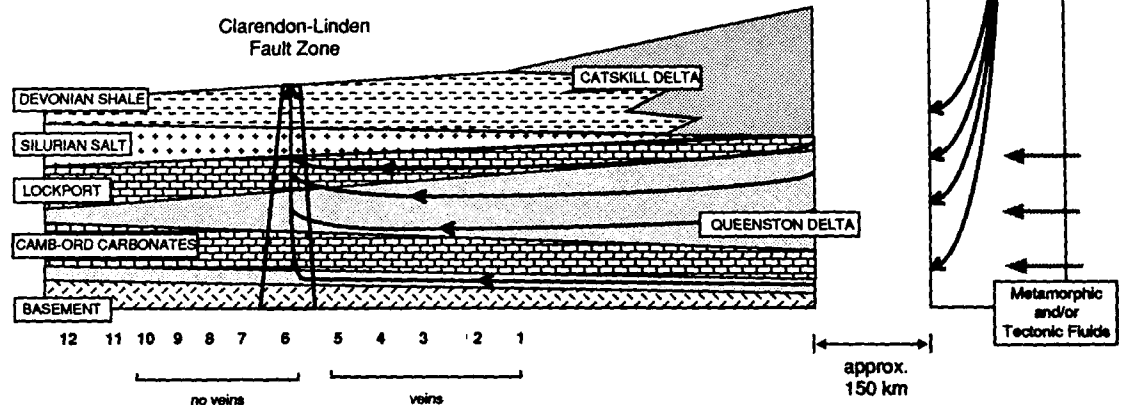 Clarendon-Linden
Fault Zone
CATSKILL DELTA
DEVONIAN SHALE
SILURIAN SALT
LOCKPORT
QUEENSTON DELTA
CAMB-ORD CARBONATES
BASEMENT
Metamorphic
and/or
Tectonic Fluids
12 11 10 9 8 7 6 5 4 3 2 1
approx.
150 km
no veins veins